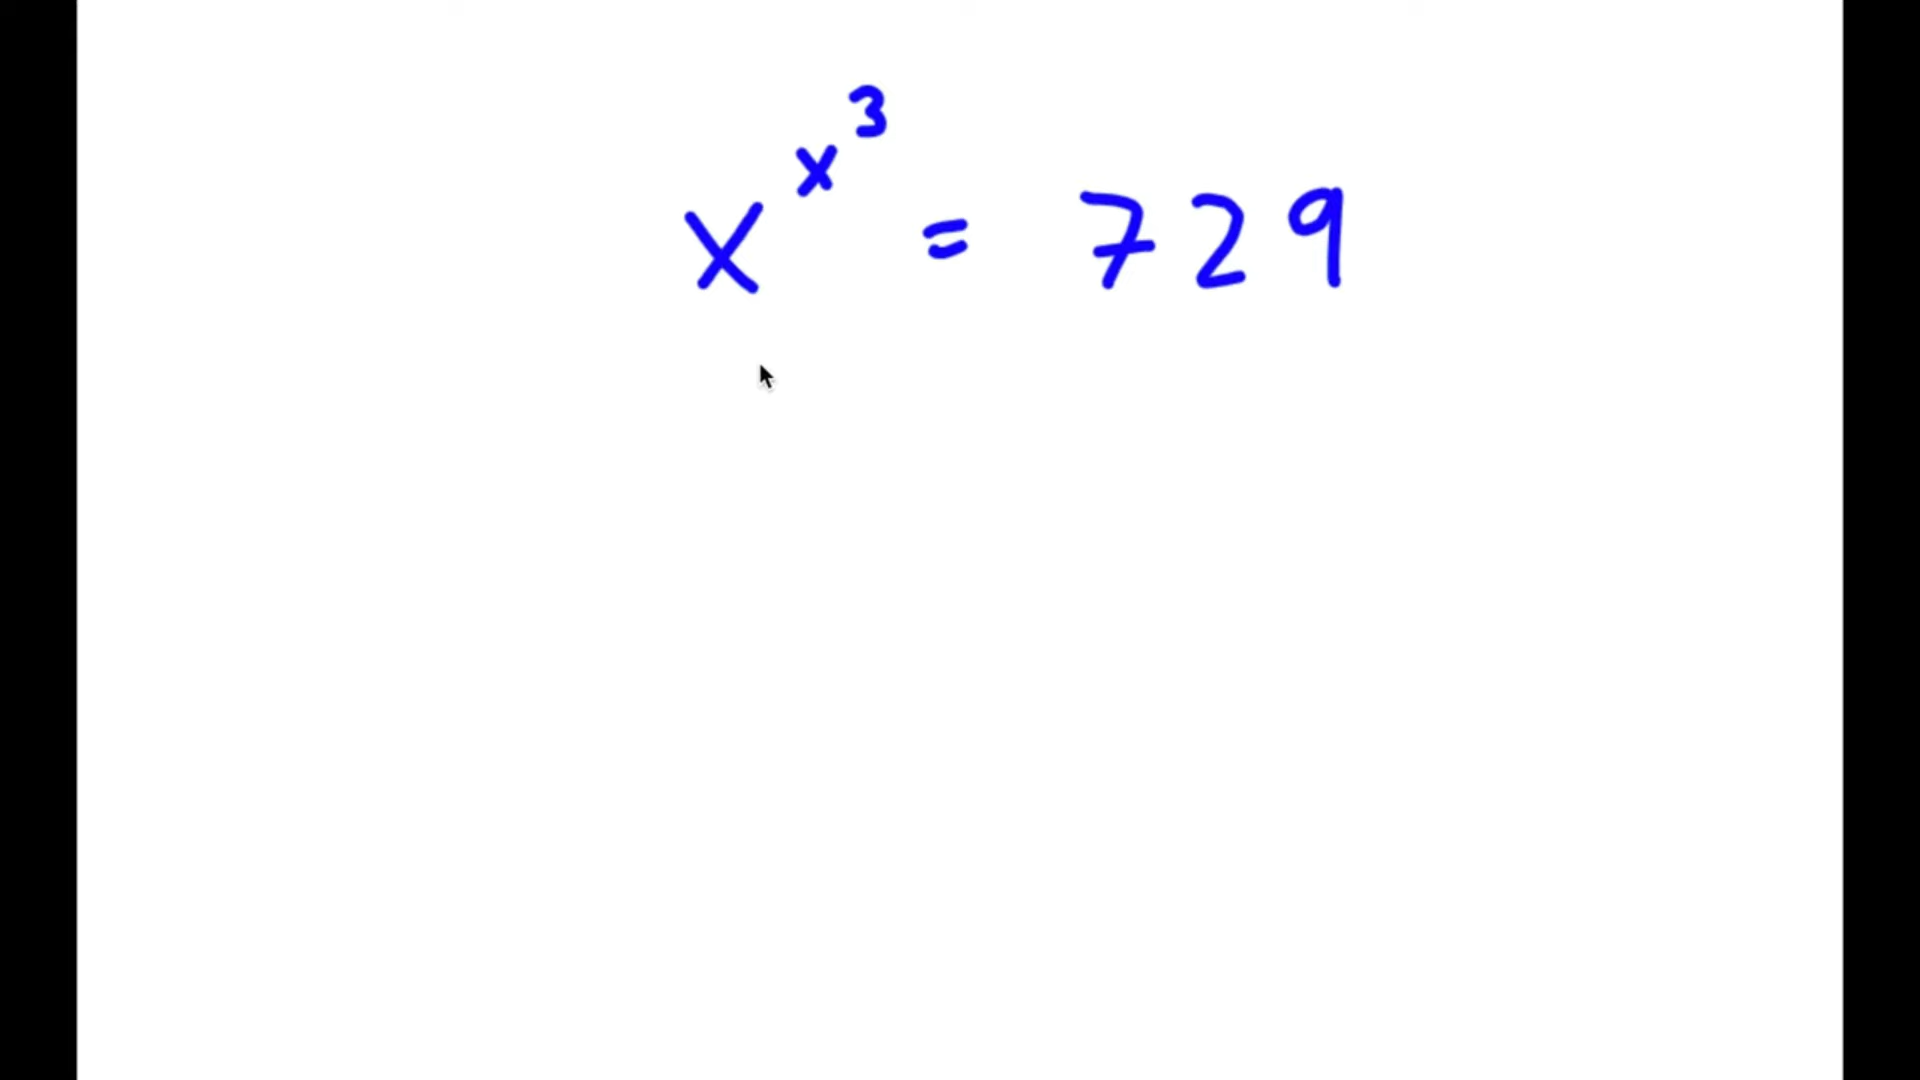 x^{x^3} = 729